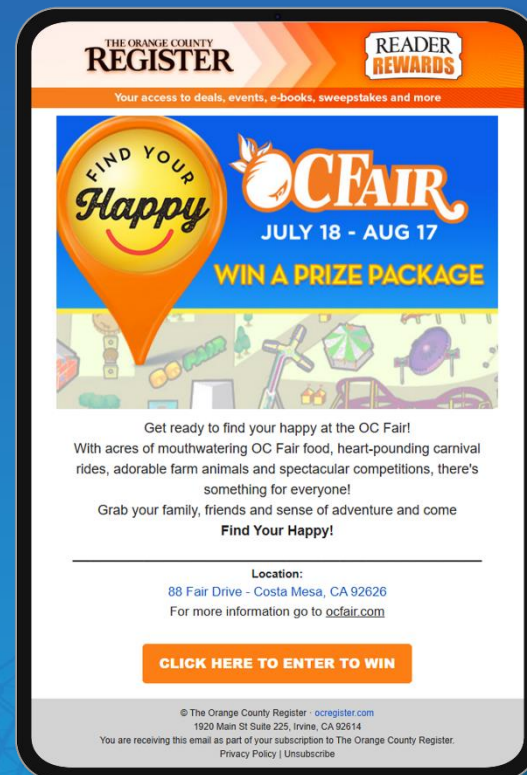 THE ORANGE COUNTY
REGISTER
READER
REWARDS
Your access to deals, events, e-books, sweepstakes and more
FIND YOUR
Happy
OCFAIR
JULY 18 - AUG 17
WIN A PRIZE PACKAGE
OC FAIR
Get ready to find your happy at the OC Fair!
With acres of mouthwatering OC Fair food, heart-pounding carnival
rides, adorable farm animals and spectacular competitions, there's
something for everyone!
Grab your family, friends and sense of adventure and come
Find Your Happy!
Location:
88 Fair Drive - Costa Mesa, CA 92626
For more information go to ocfair.com
CLICK HERE TO ENTER TO WIN
© The Orange County Register · ocregister.com
1920 Main St Suite 225, Irvine, CA 92614
You are receiving this email as part of your subscription to The Orange County Register.
Privacy Policy | Unsubscribe